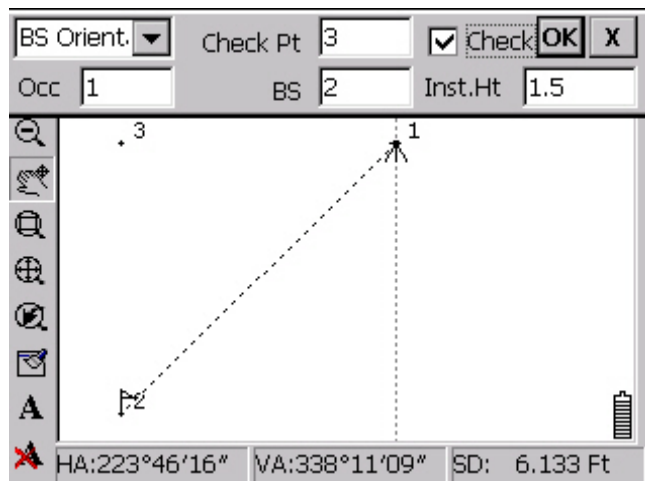 BS Orient. Check Pt 3 Check OK X
Occ 1 BS 2 Inst.Ht 1.5
3 1
2
A
A
HA:223°46'16" VA:338°11'09" SD: 6.133 Ft